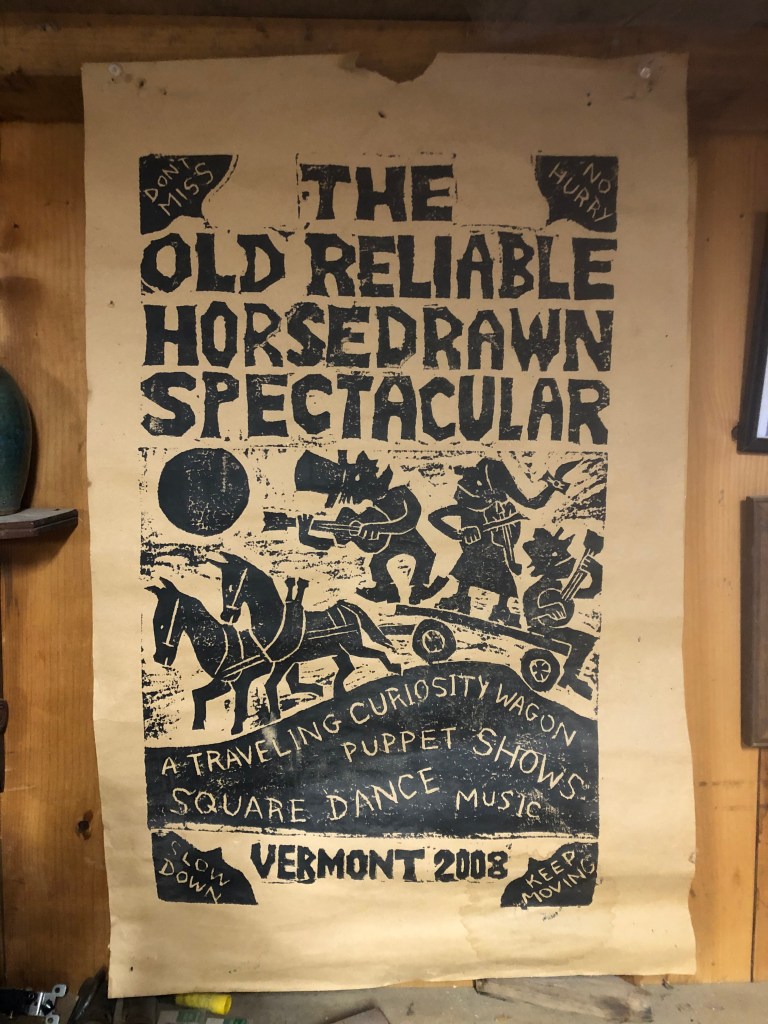 DON'T
MISS
NO
HURRY
THE
OLD RELIABLE
HORSEDRAWN
SPECTACULAR
A TRAVELING CURIOSITY WAGON
PUPPET SHOWS
SQUARE DANCE MUSIC
SLOW
DOWN
VERMONT 2008
KEEP
MOVING